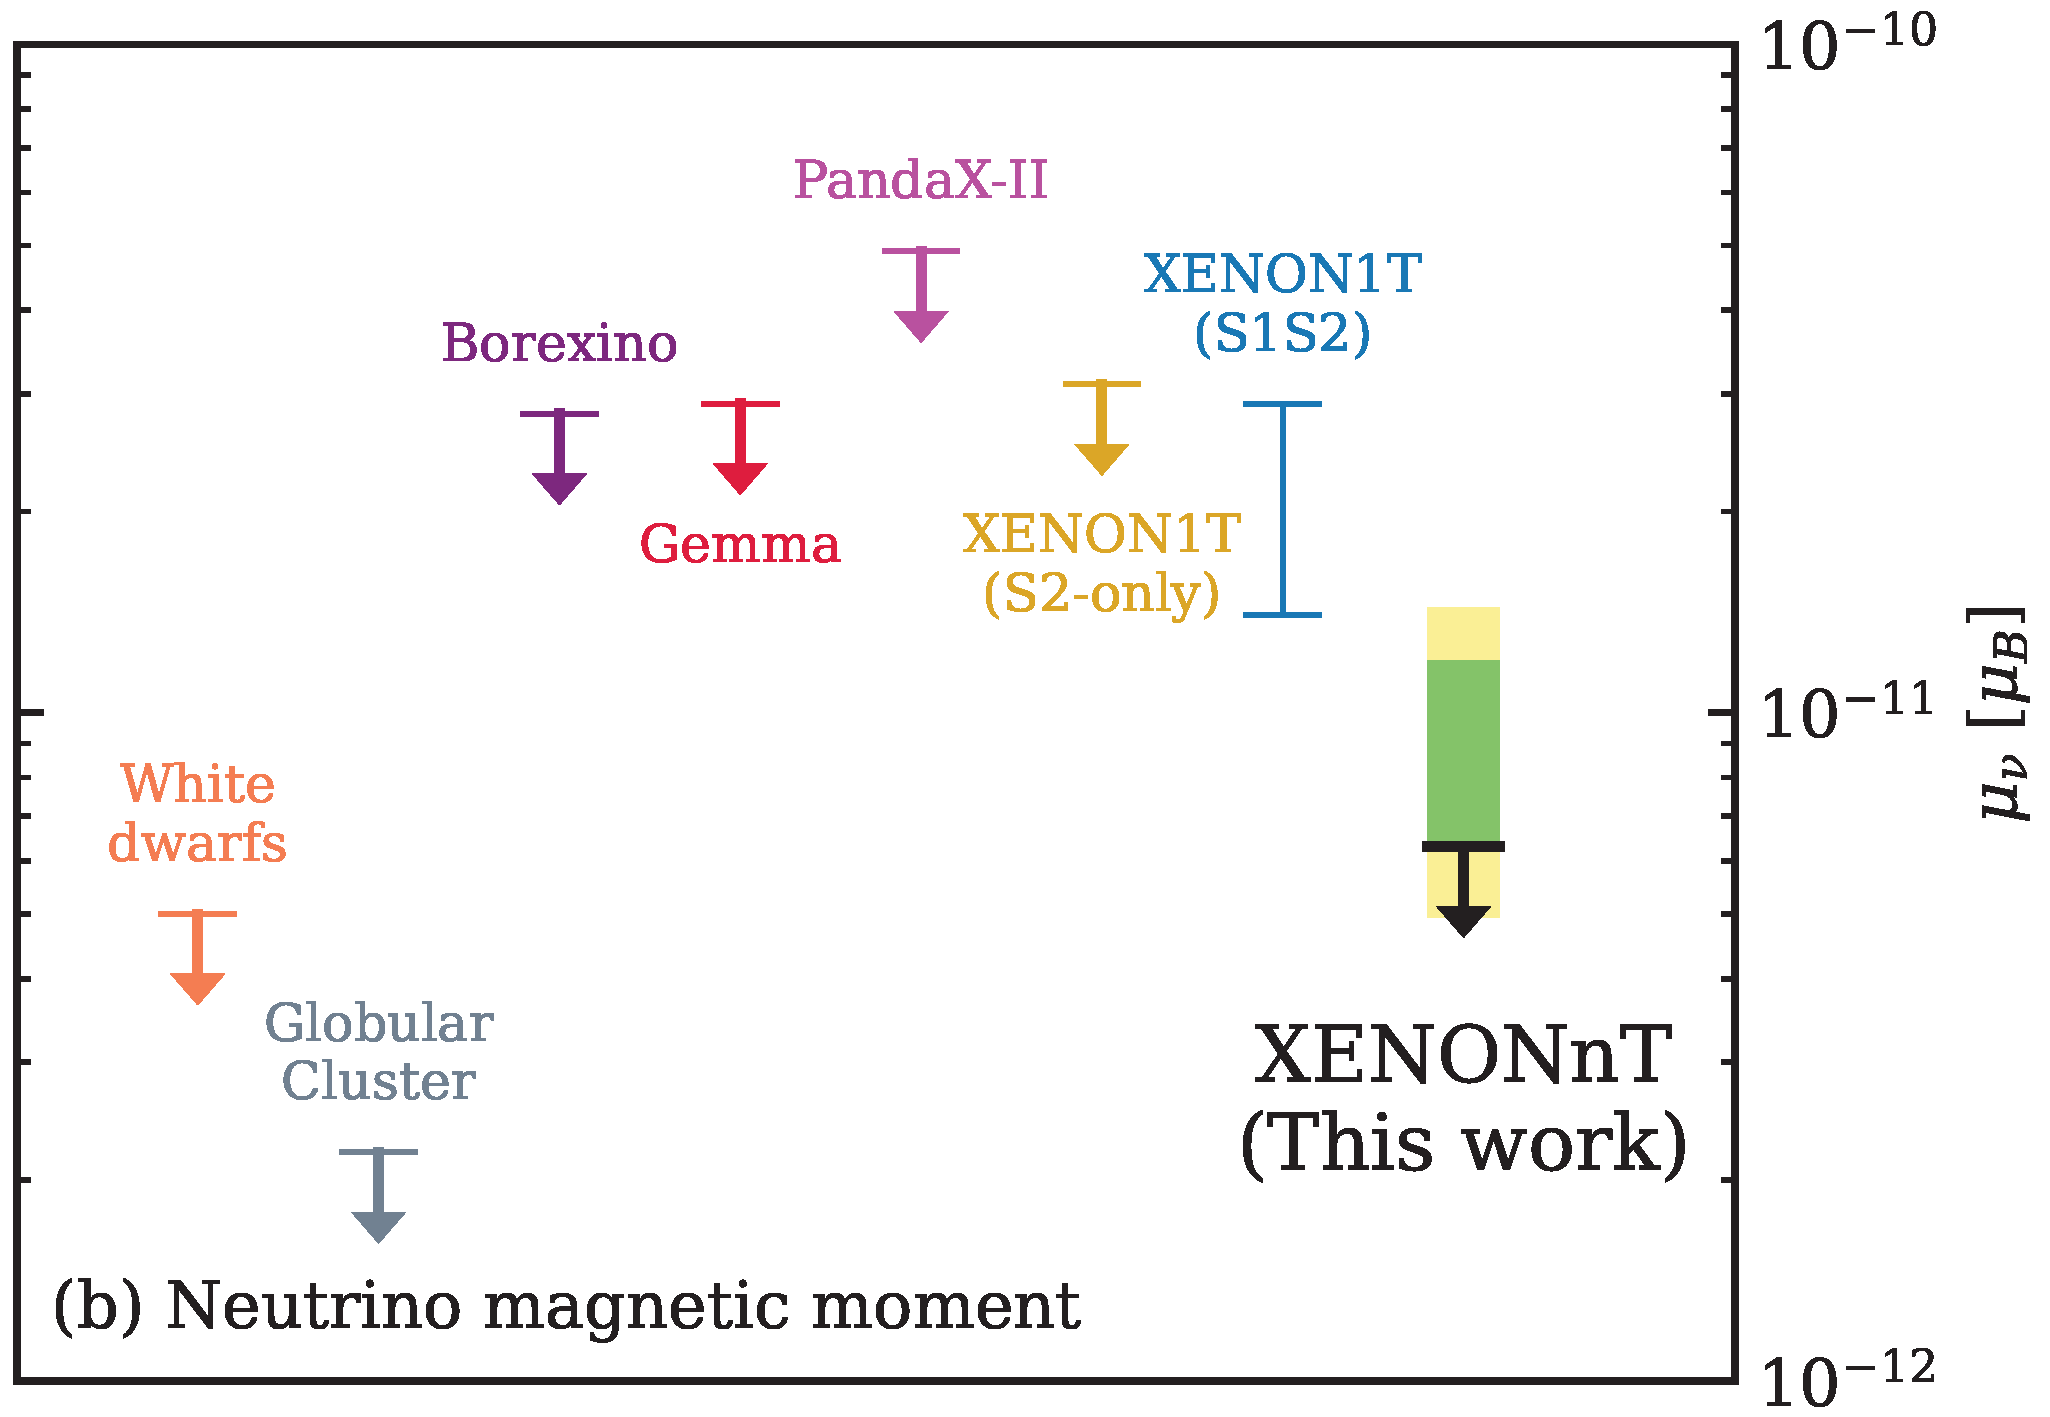 10⁻¹⁰
PandaX-II
XENON1T
(S1S2)
Borexino
XENON1T
(S2-only)
Gemma
μ_ν [μ_B]
10⁻¹¹
White
dwarfs
Globular
Cluster
XENONnT
(This work)
(b) Neutrino magnetic moment
10⁻¹²